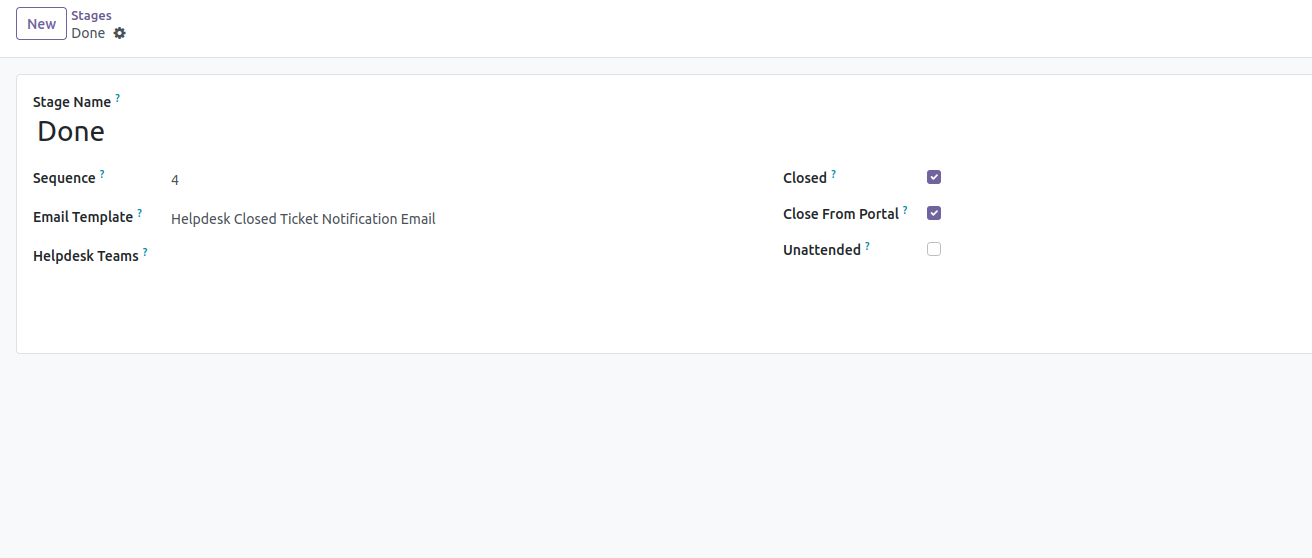 New
Stages
Done
Stage Name ?
Done
Sequence ? 4
Email Template ? Helpdesk Closed Ticket Notification Email
Helpdesk Teams ?
Closed ?
Close From Portal ?
Unattended ?